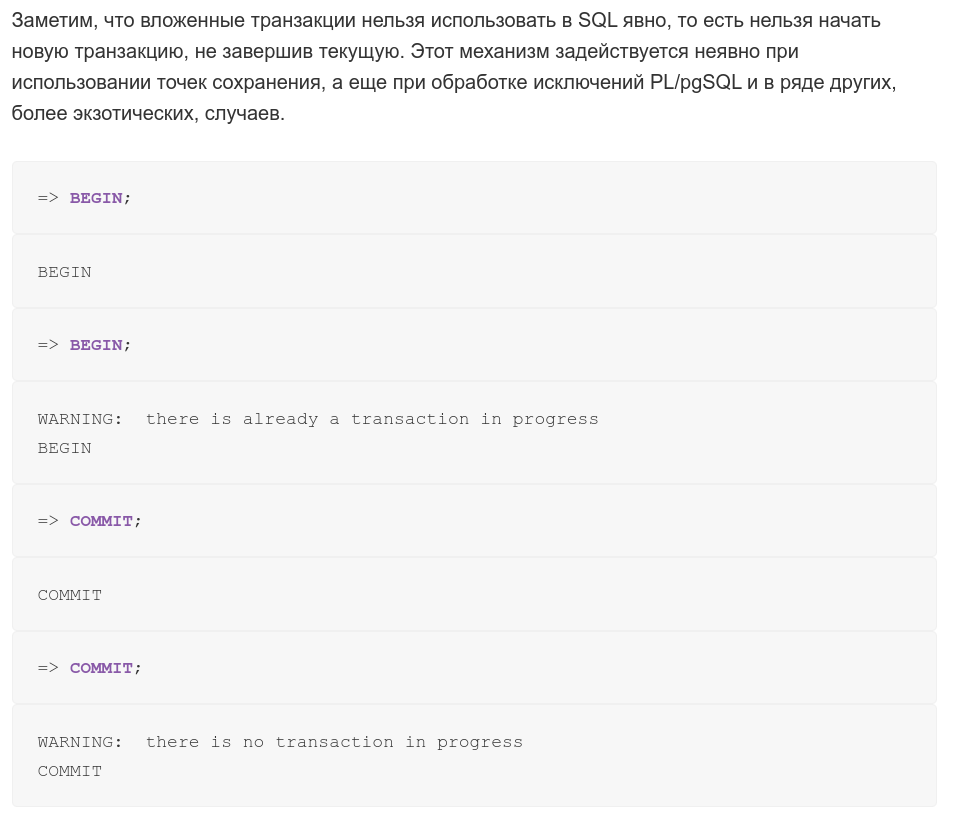 Заметим, что вложенные транзакции нельзя использовать в SQL явно, то есть нельзя начать
новую транзакцию, не завершив текущую. Этот механизм задействуется неявно при
использовании точек сохранения, а еще при обработке исключений PL/pgSQL и в ряде других,
более экзотических, случаев.
=> BEGIN;
BEGIN
=> BEGIN;
WARNING:  there is already a transaction in progress
BEGIN
=> COMMIT;
COMMIT
=> COMMIT;
WARNING:  there is no transaction in progress
COMMIT